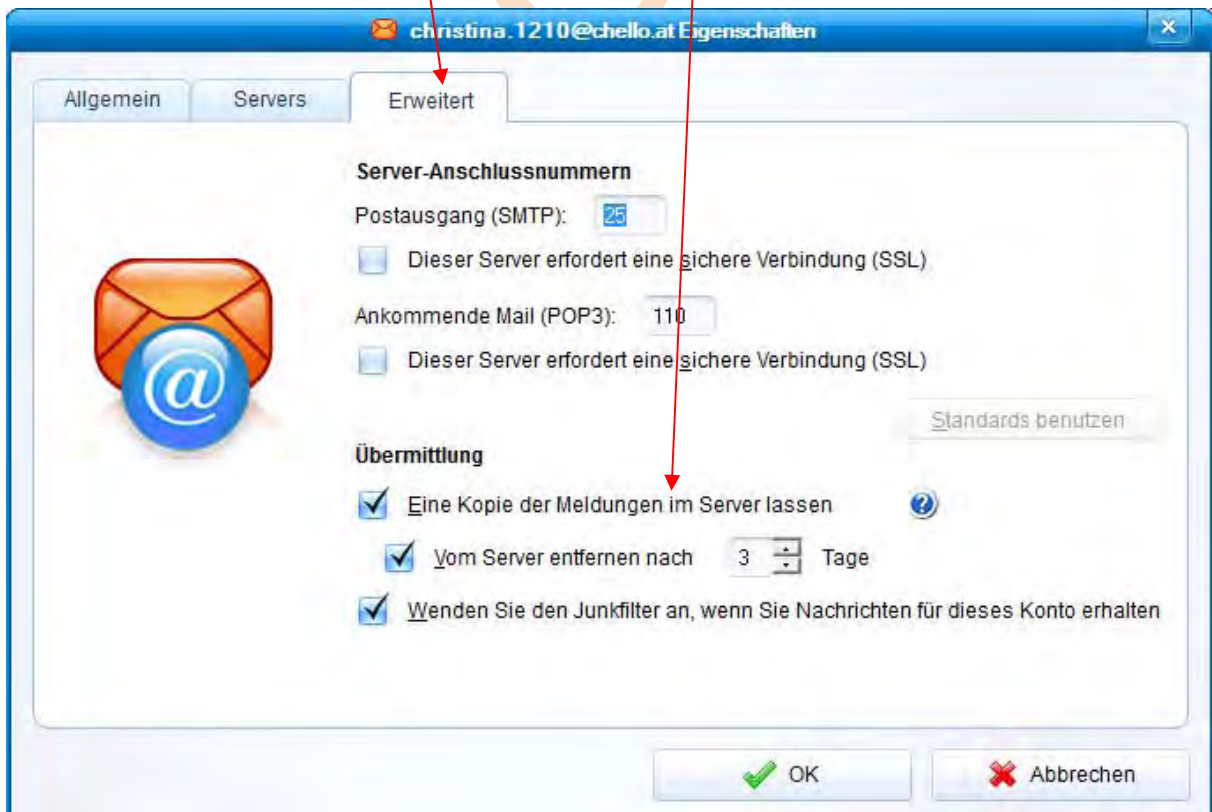 christina.1210@chello.at Eigenschaften
Allgemein Servers Erweitert
Server-Anschlussnummern
Postausgang (SMTP): 25
Dieser Server erfordert eine sichere Verbindung (SSL)
Ankommende Mail (POP3): 110
Dieser Server erfordert eine sichere Verbindung (SSL)
Standards benutzen
Übermittlung
Eine Kopie der Meldungen im Server lassen
Vom Server entfernen nach 3 Tage
Wenden Sie den Junkfilter an, wenn Sie Nachrichten für dieses Konto erhalten
OK Abbrechen